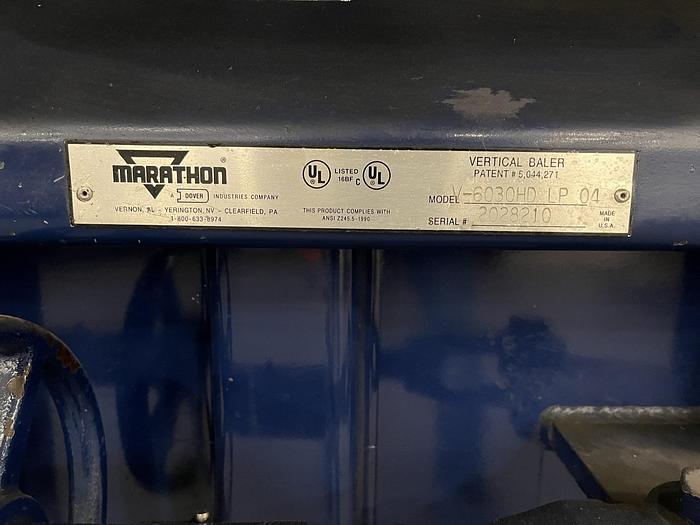 MARATHON®
DOVER INDUSTRIES COMPANY
VERNON, AL - YERINGTON, NV - CLEARFIELD, PA
1-800-633-8974
UL LISTED 16BF C UL
THIS PRODUCT COMPLIES WITH
ANSI Z245.5-1990
VERTICAL BALER
PATENT # 5,044,271
MODEL V-6030HD LP 04
SERIAL # 2028210
MADE IN U.S.A.